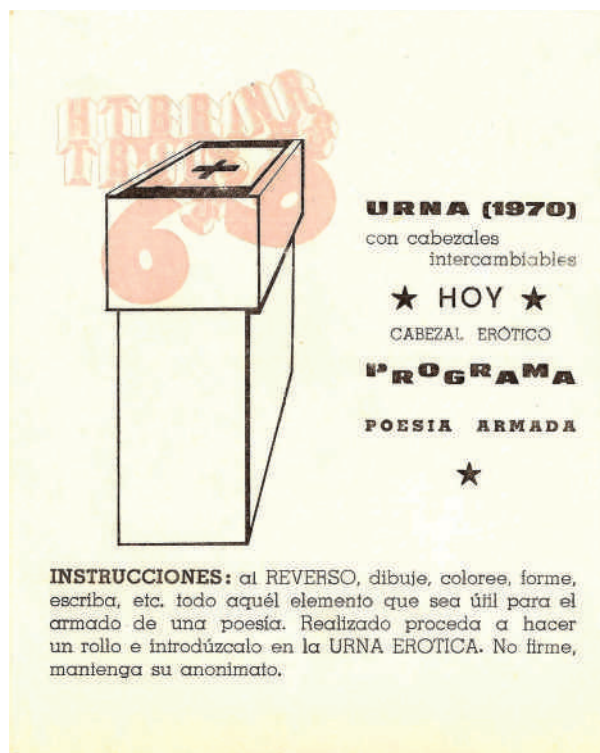 URNA (1970)
con cabezales
intercambiables
★ HOY ★
CABEZAL ERÓTICO
PROGRAMA
POESIA ARMADA
★
INSTRUCCIONES: al REVERSO, dibuje, coloree, forme,
escriba, etc. todo aquél elemento que sea útil para el
armado de una poesía. Realizado proceda a hacer
un rollo e introdúzcalo en la URNA EROTICA. No firme,
mantenga su anonimato.